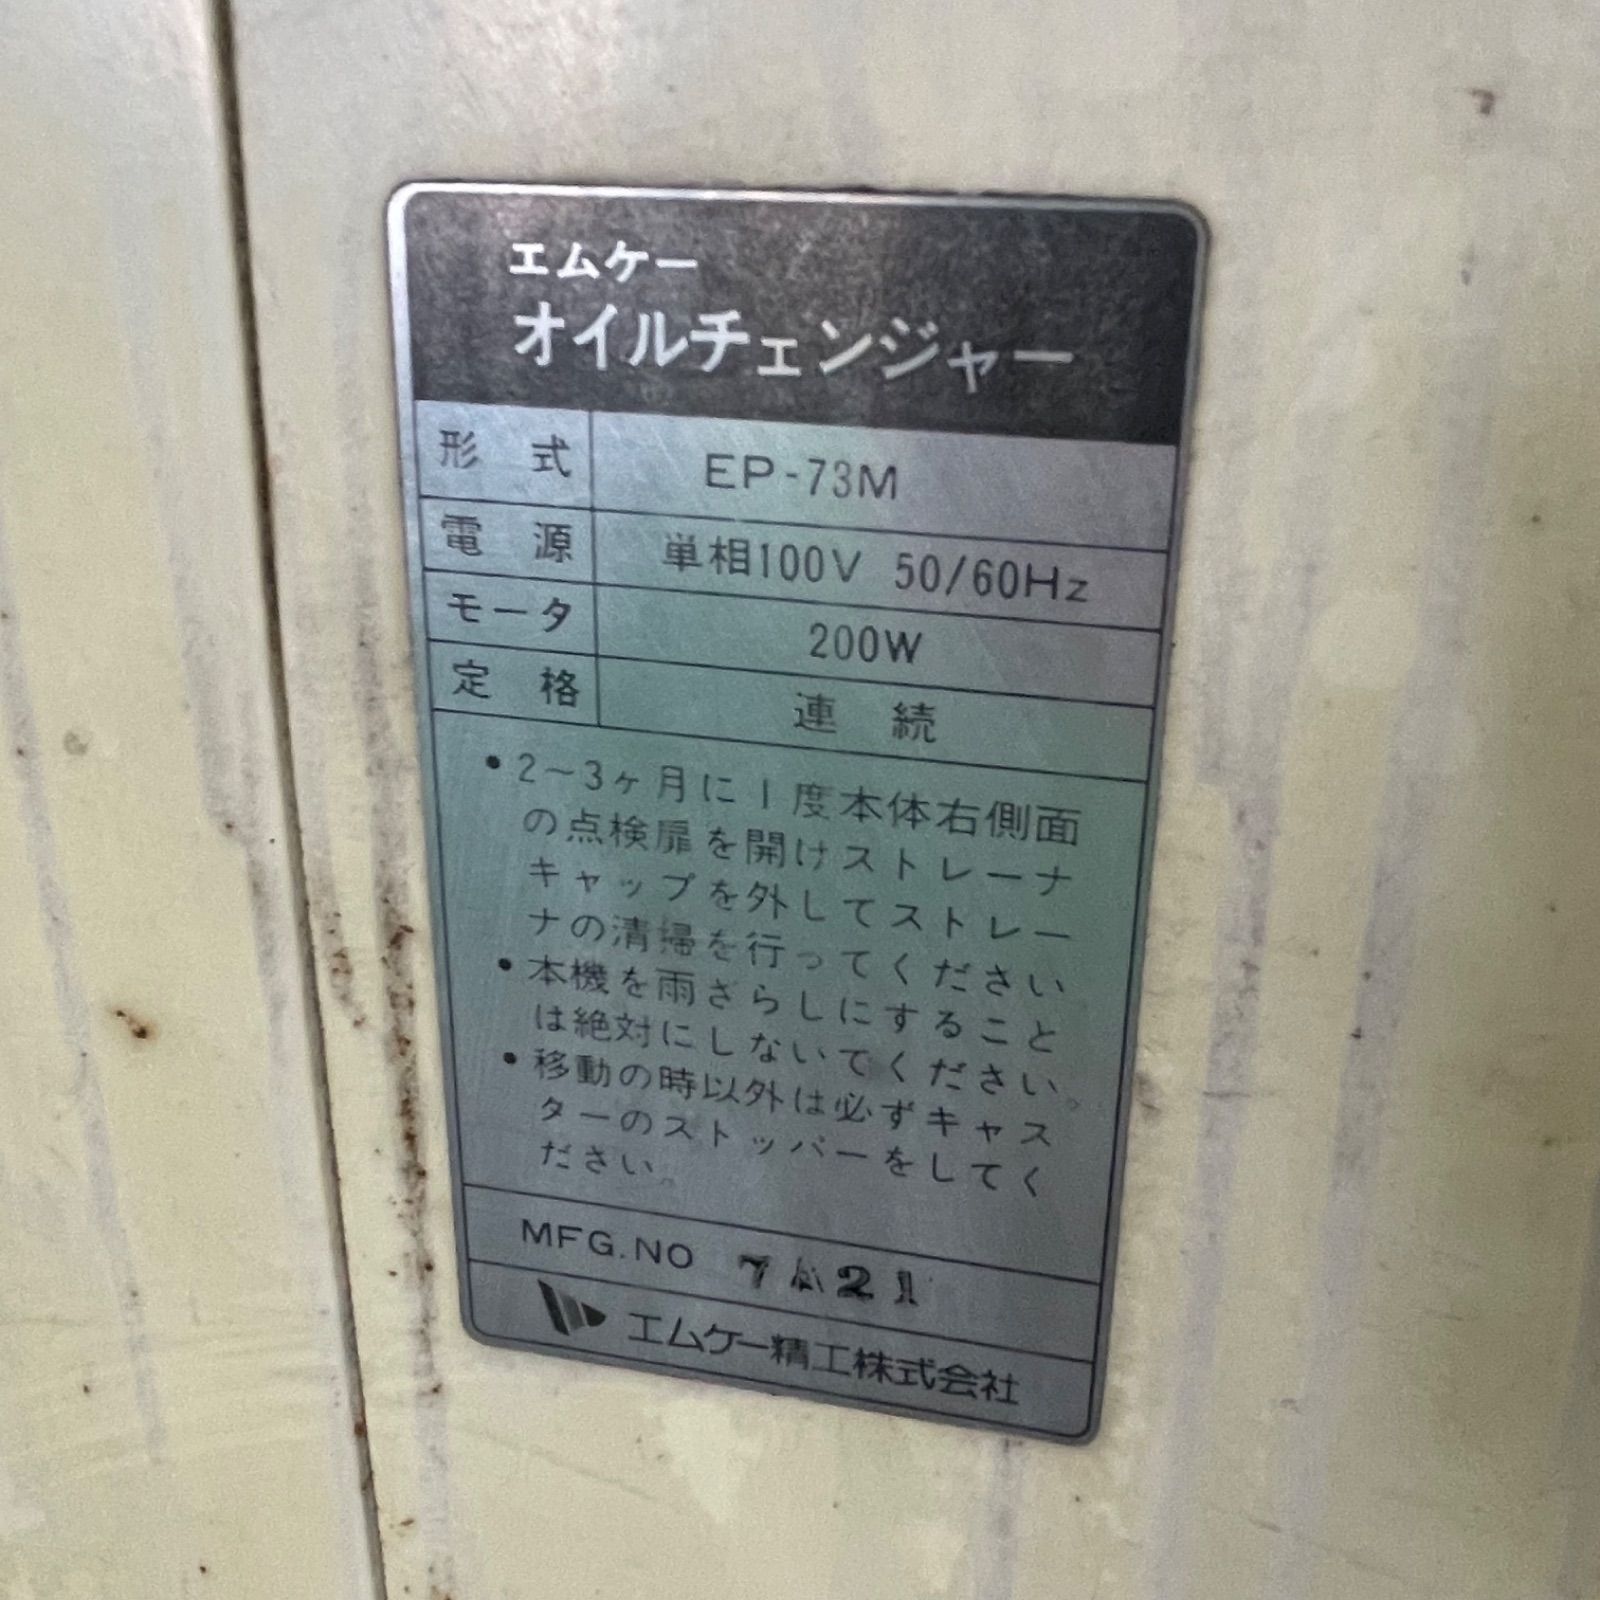 エムケー
オイルチェンジャー
形式 EP-73M
電源 単相100V 50/60Hz
モータ 200W
定格 連続
・2～3ヶ月に1度本体右側面
の点検扉を開けストレーナ
キャップを外してストレー
ナの清掃を行ってください
・本機を雨ざらしにすること
は絶対にしないでください。
・移動の時以外は必ずキャス
ターのストッパーをしてく
ださい。
MFG.NO
エムケー精工株式会社